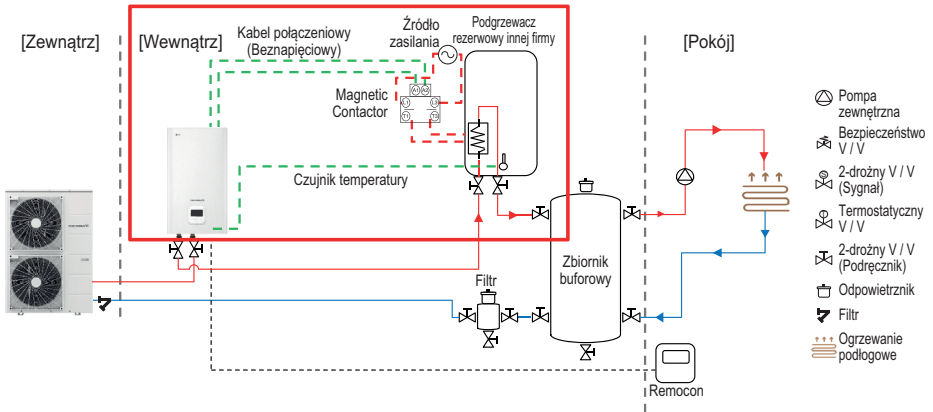 [Zewnątrz]
[Wewnątrz]
Kabel połączeniowy
(Beznapięciowy)
Źródło
zasilania
Podgrzewacz
rezerwowy innej firmy
[Pokój]
A1
A2
L1
L3
T1
T3
Magnetic
Contactor
Czujnik temperatury
Filtr
Zbiornik
buforowy
Remocon
Pompa
zewnętrzna
Bezpieczeństwo
V / V
2-drożny V / V
(Sygnał)
Termostatyczny
V / V
2-drożny V / V
(Podręcznik)
Odpowietrznik
Filtr
Ogrzewanie
podłogowe